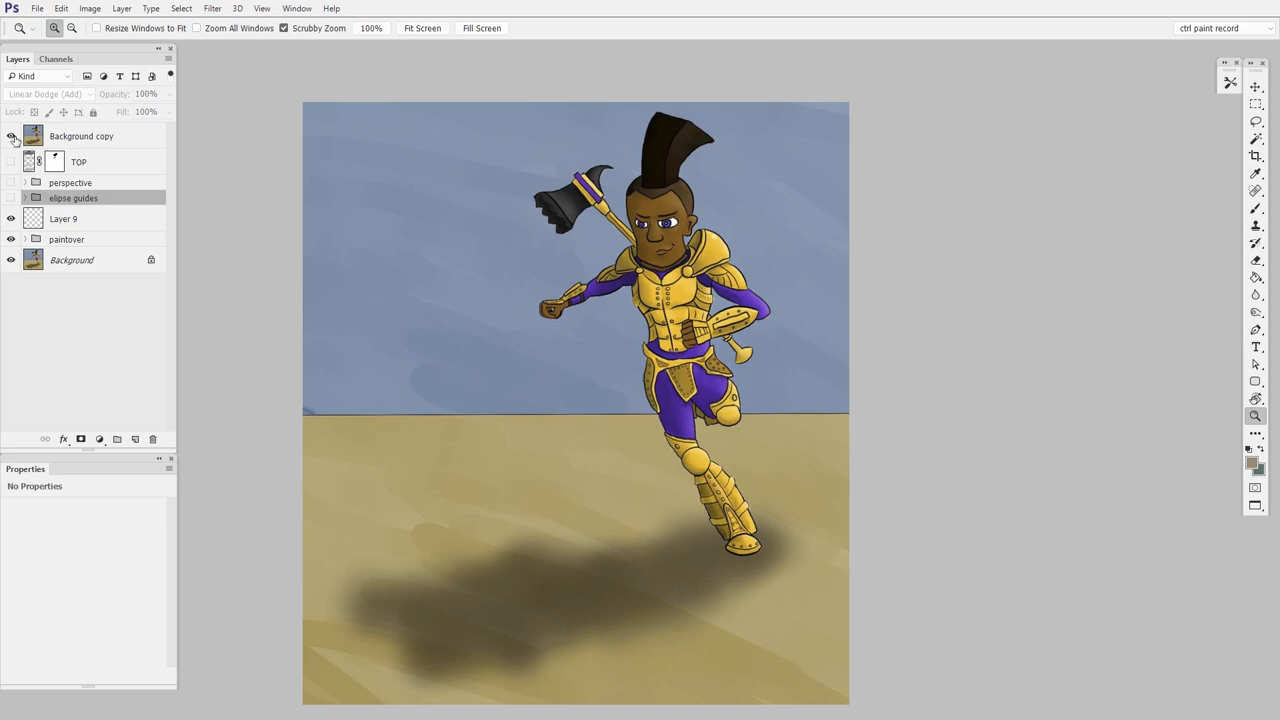 Ps File Edit Image Layer Type Select Filter 3D View Window Help
Resize Windows to Fit Zoom All Windows Scrubby Zoom 100% Fit Screen Fill Screen ctrl paint record
Layers Channels
Kind
Linear Dodge (Add) Opacity: 100%
Lock: Fill: 100%
Background copy
TOP
perspective
elipse guides
Layer 9
paintover
Background
fx
Properties
No Properties